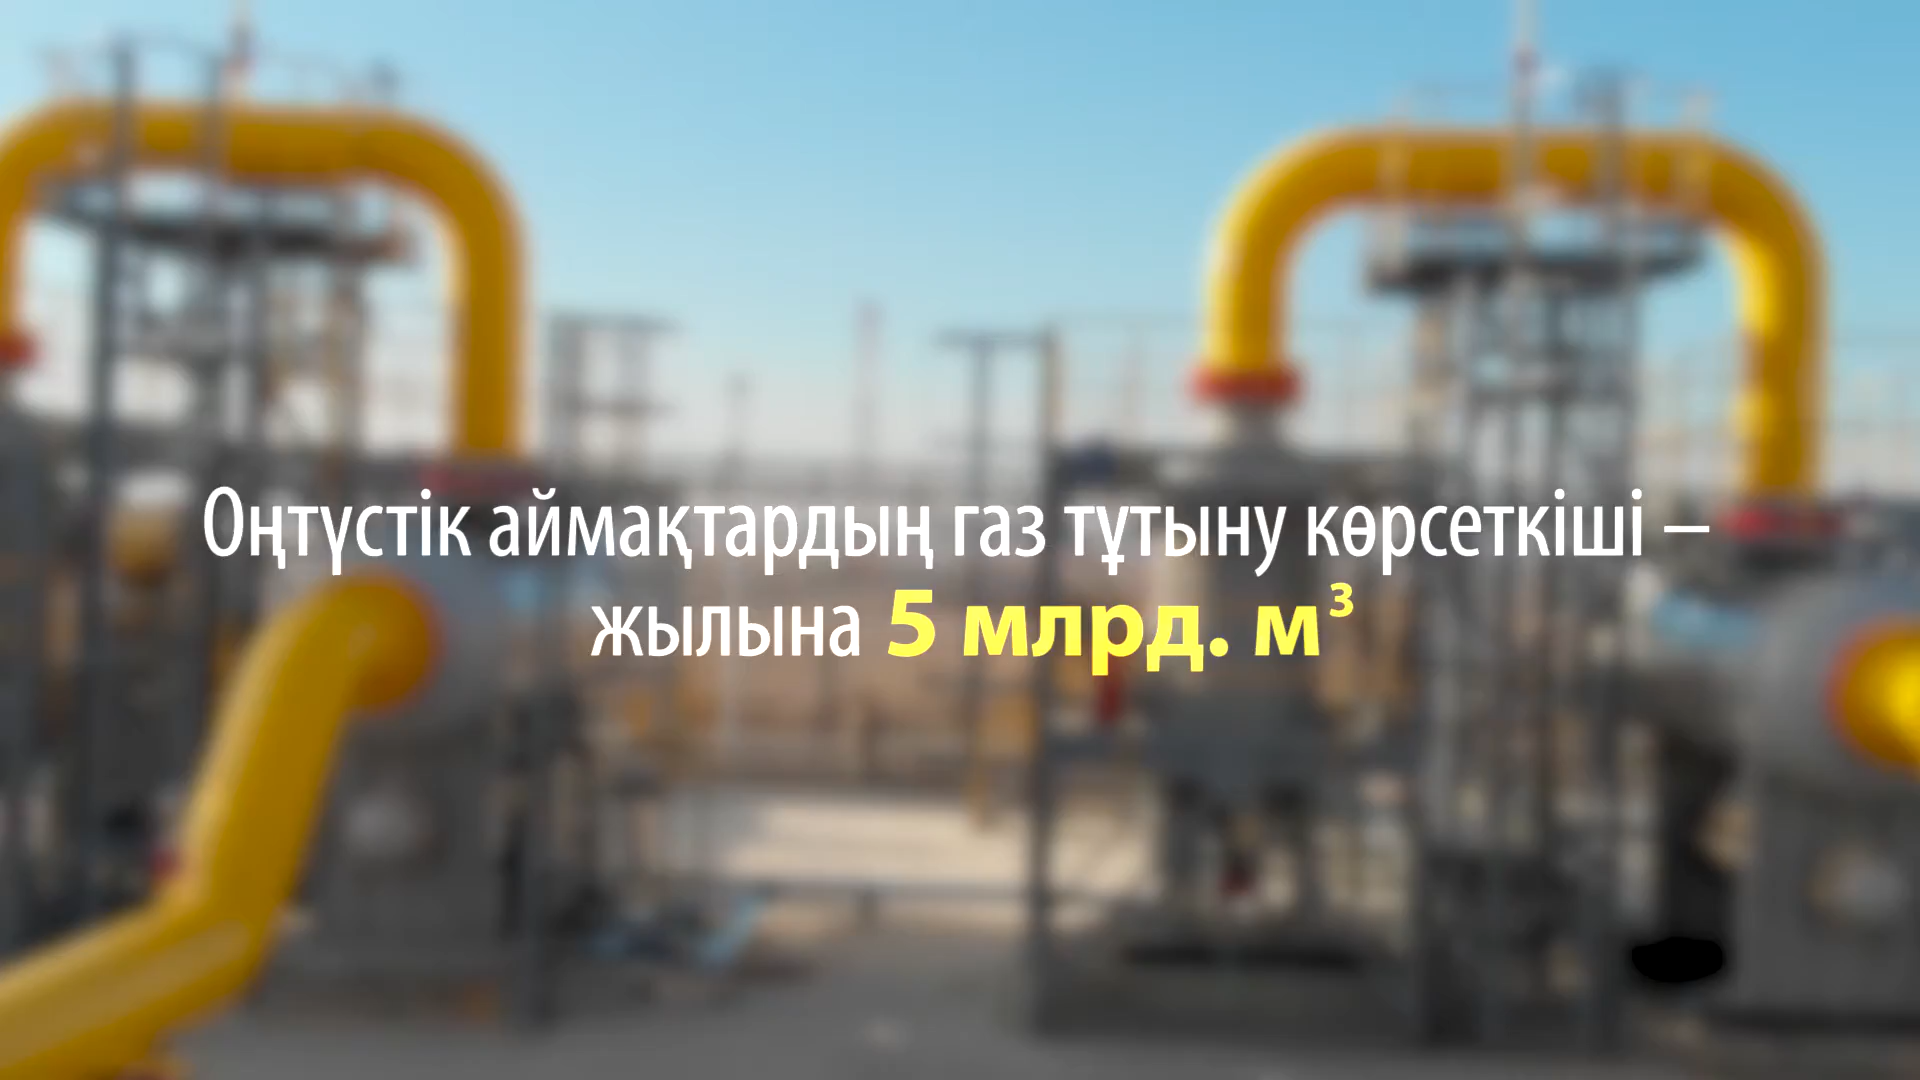 Оңтүстік аймақтардың газ тұтыну көрсеткіші –
жылына 5 млрд. м³